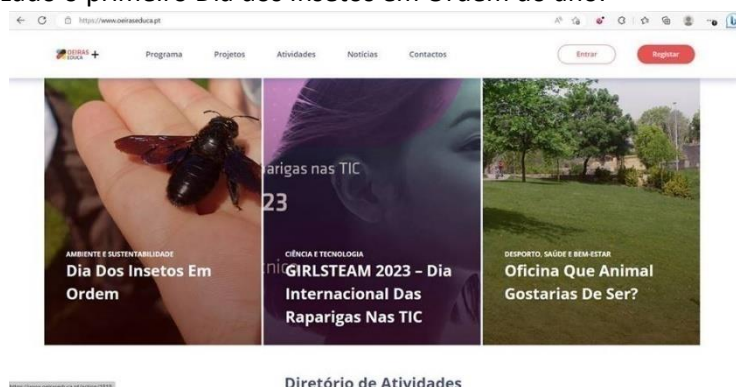 o primeiro Dia dos Insetos em Ordem do ano.
https://www.oeiraseduca.pt
OEIRAS EDUCA +
Programa Projetos Atividades Notícias Contactos Entrar Registar
arigas nas TIC
23
AMBIENTE E SUSTENTABILIDADE
Dia Dos Insetos Em
Ordem
CIÊNCIA E TECNOLOGIA
GIRLSTEAM 2023 – Dia
Internacional Das
Raparigas Nas TIC
DESPORTO, SAÚDE E BEM-ESTAR
Oficina Que Animal
Gostarias De Ser?
Diretório de Atividades